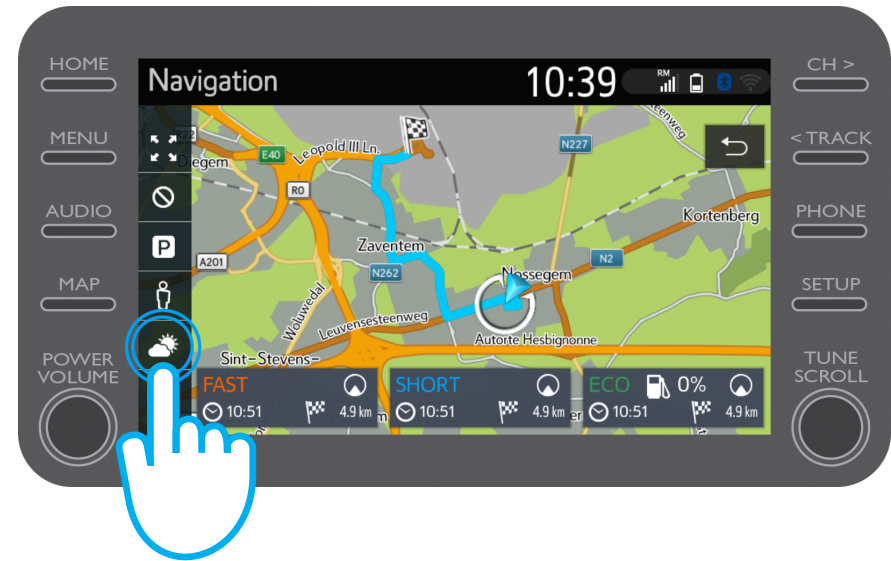 HOME
MENU
AUDIO
MAP
POWER
VOLUME
Navigation
10:39
RM
P
E40
Leopold III Ln.
Diegem
R0
A201
Zaventem
N262
N227
Kortenberg
N2
Nossegem
Woluwedal
Leuvensesteenweg
Autorte Hesbignonne
Sint-Stevens-
FAST
10:51
4.9 km
SHORT
10:51
4.9 km
ECO
0%
10:51
4.9 km
CH >
< TRACK
PHONE
SETUP
TUNE
SCROLL